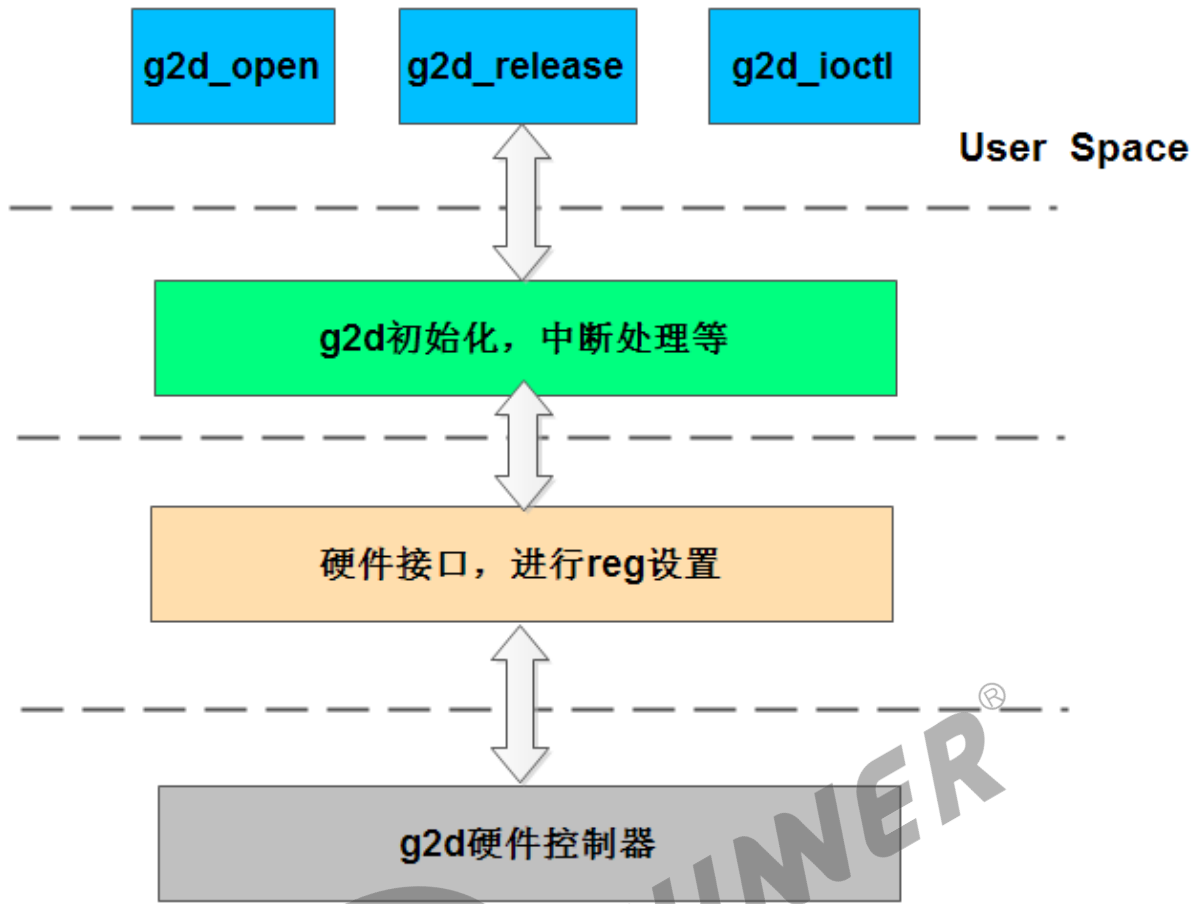 g2d_open
g2d_release
g2d_ioctl
User Space
g2d初始化，中断处理等
硬件接口，进行reg设置
g2d硬件控制器
®